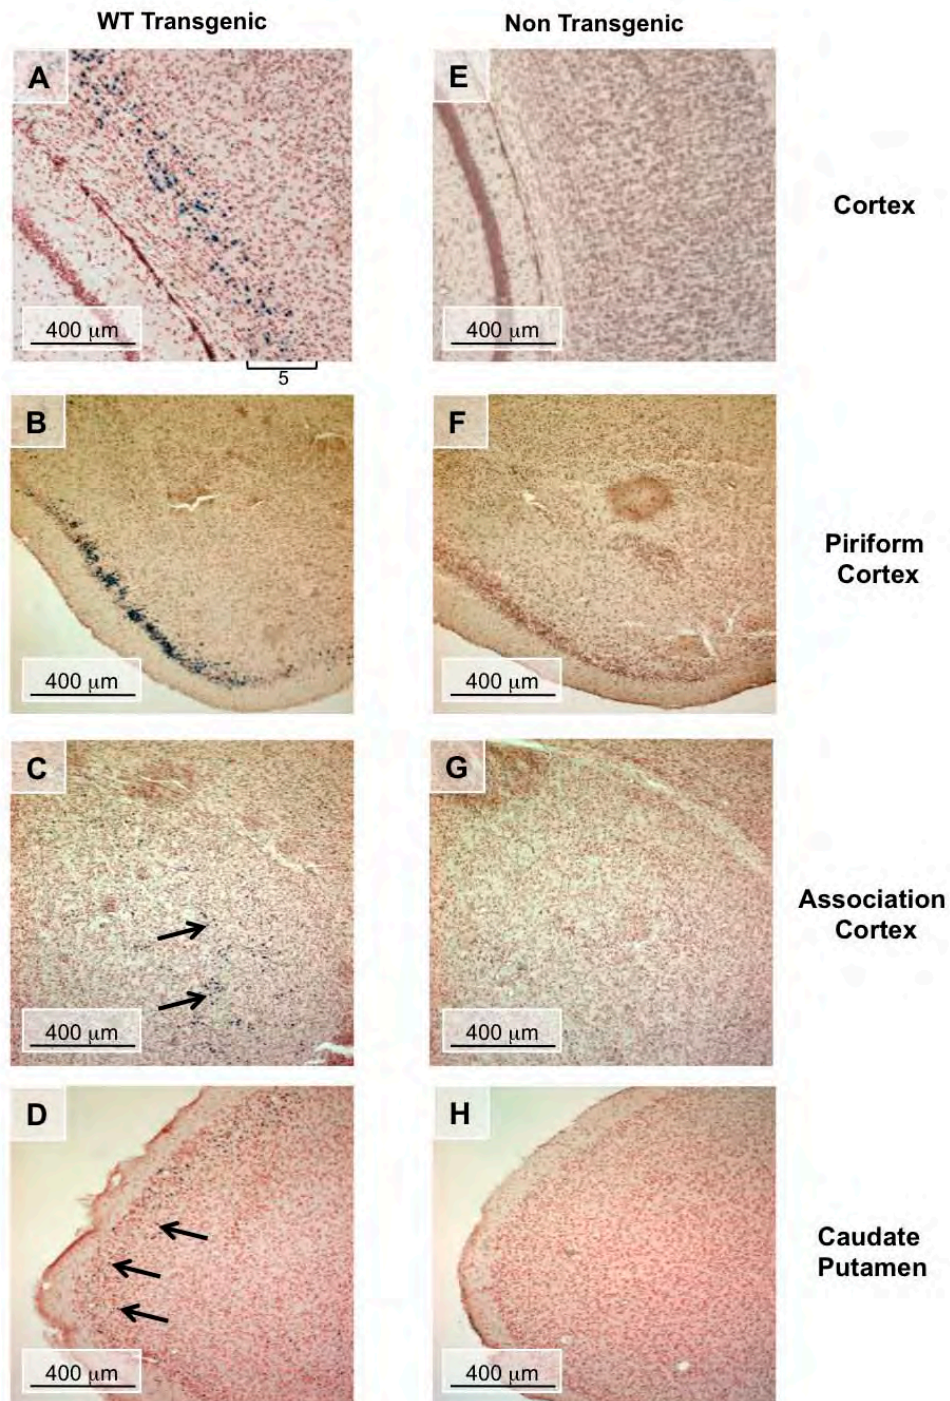 WT Transgenic
Non Transgenic
A
400 μm
5
E
400 μm
Cortex
B
400 μm
F
400 μm
Piriform
Cortex
C
400 μm
G
400 μm
Association
Cortex
D
400 μm
H
400 μm
Caudate
Putamen